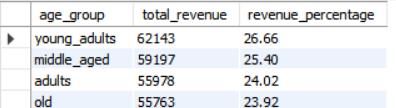 age_group total_revenue revenue_percentage
young_adults 62143 26.66
middle_aged 59197 25.40
adults 55978 24.02
old 55763 23.92